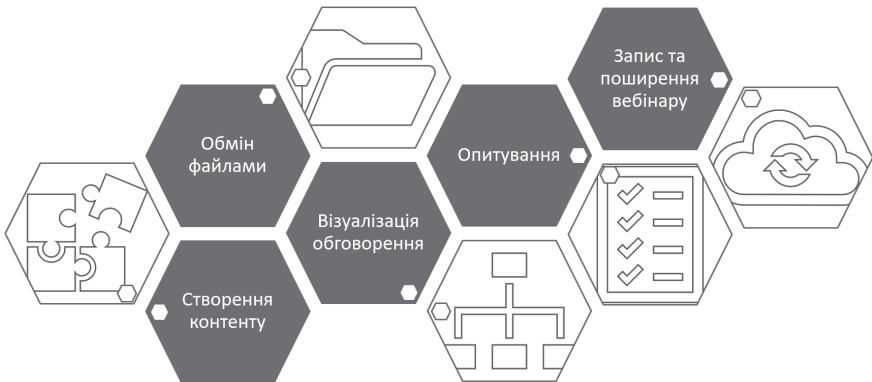 Запис та
поширення
вебінару
Обмін
файлами
Опитування
Візуалізація
обговорення
Створення
контенту